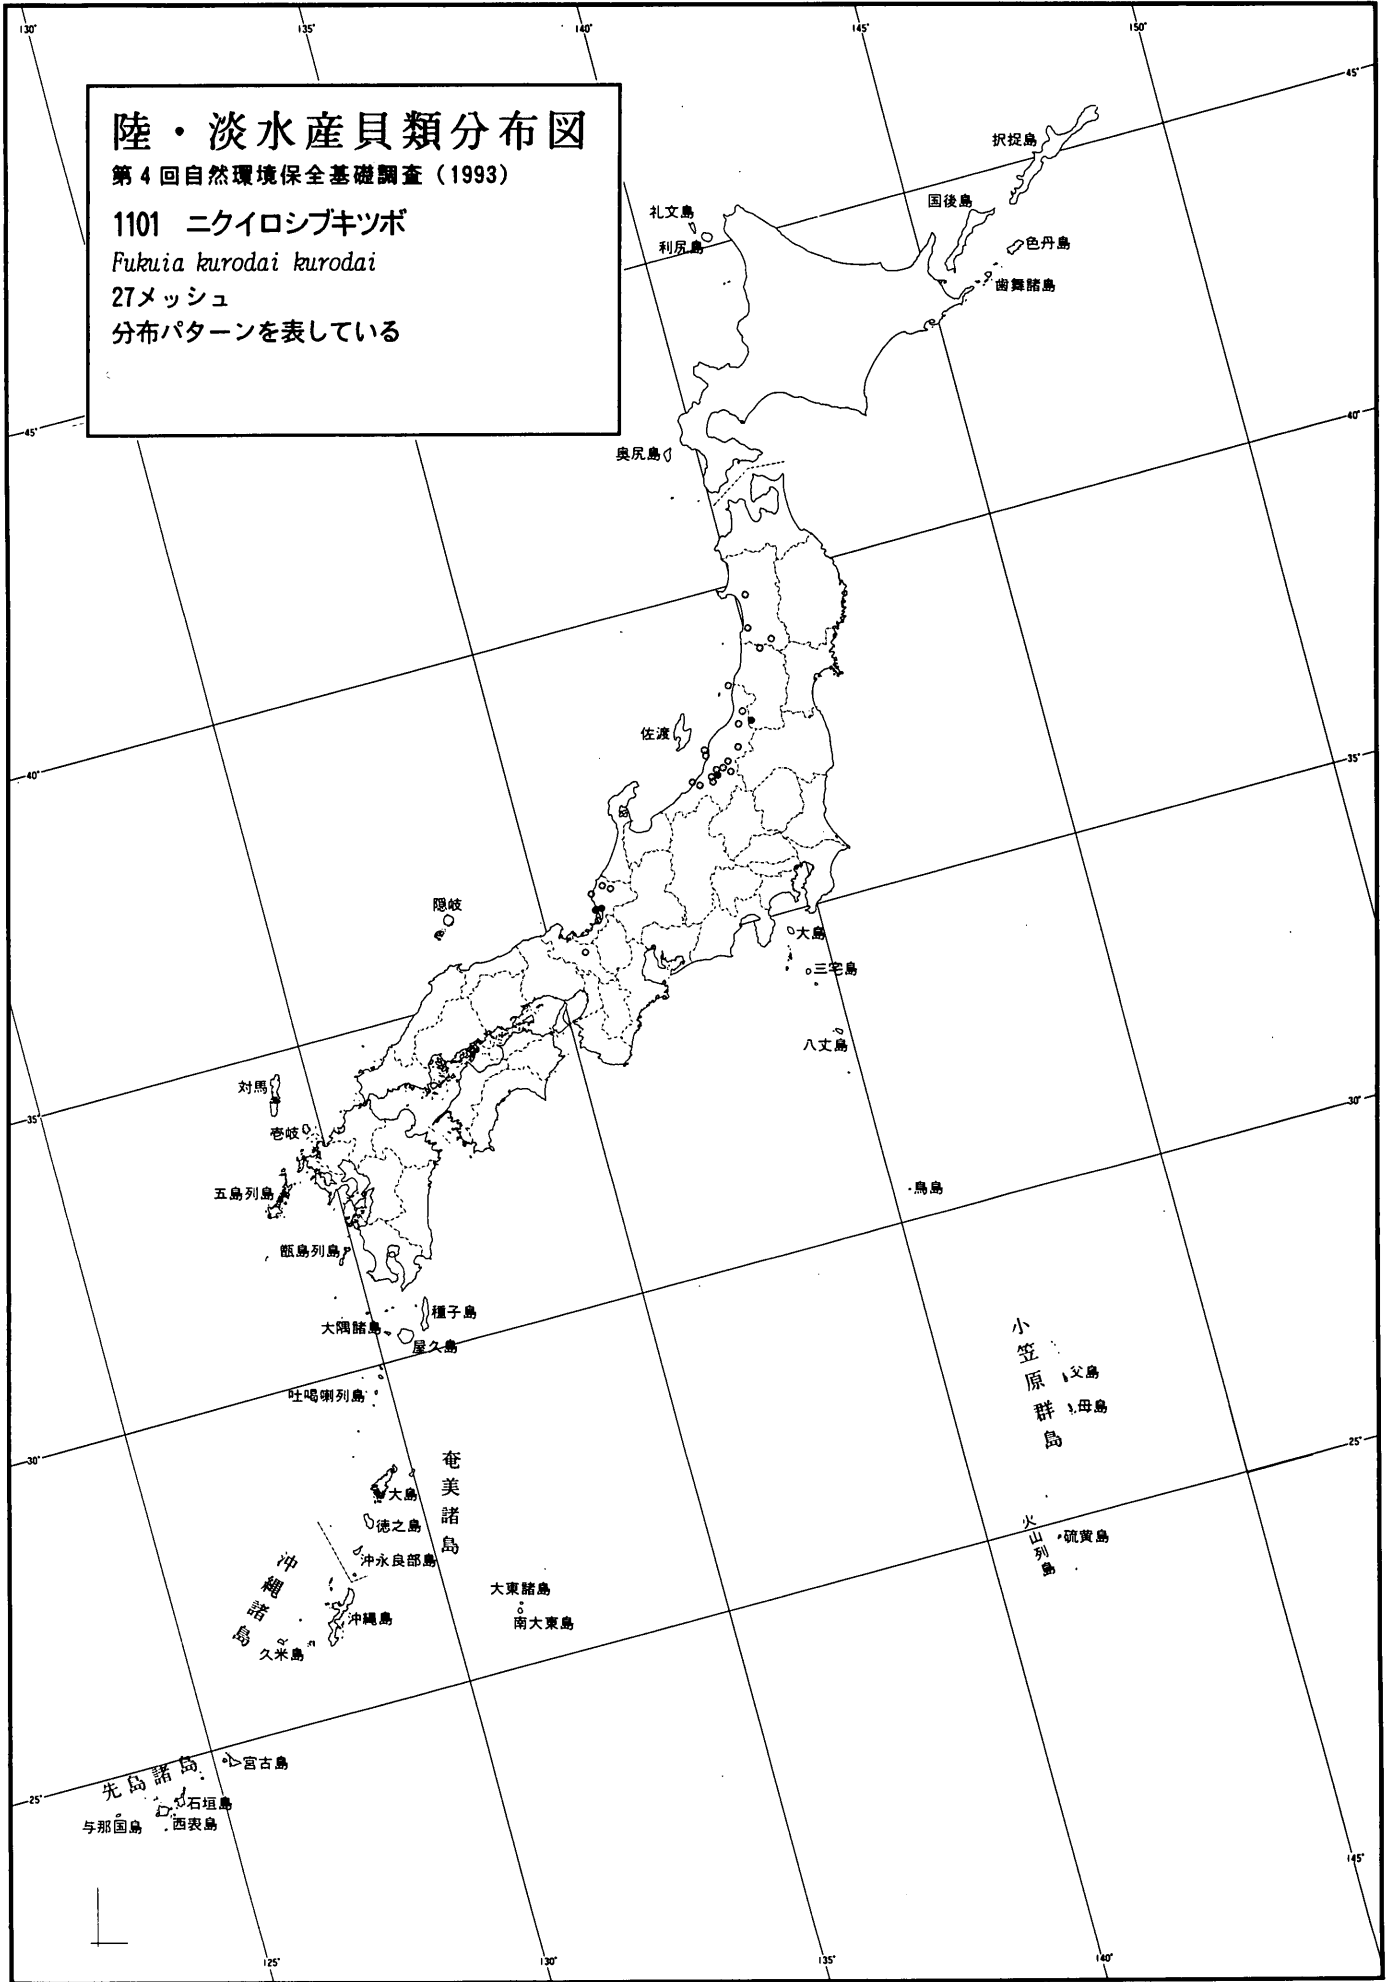 130°
135°
140°
145°
150°
陸・淡水産貝類分布図
第4回自然環境保全基礎調査（1993）
1101 ニクイロシブキツボ
Fukuia kurodai kurodai
27メッシュ
分布パターンを表している
45°
択捉島
国後島
礼文島
利尻島
色丹島
歯舞諸島
40°
45°
奥尻島
佐渡
35°
40°
隠岐
大島
三宅島
八丈島
対馬
35°
壱岐
30°
五島列島
鳥島
甑島列島
種子島
大隅諸島
屋久島
小笠原群島
父島
吐噶喇列島
母島
25°
30°
奄美諸島
大島
徳之島
火山列島
硫黄島
沖永良部島
沖縄諸島
大東諸島
南大東島
沖縄島
久米島
宮古島
先島諸島
25°
石垣島
与那国島
西表島
145°
125°
130°
135°
140°